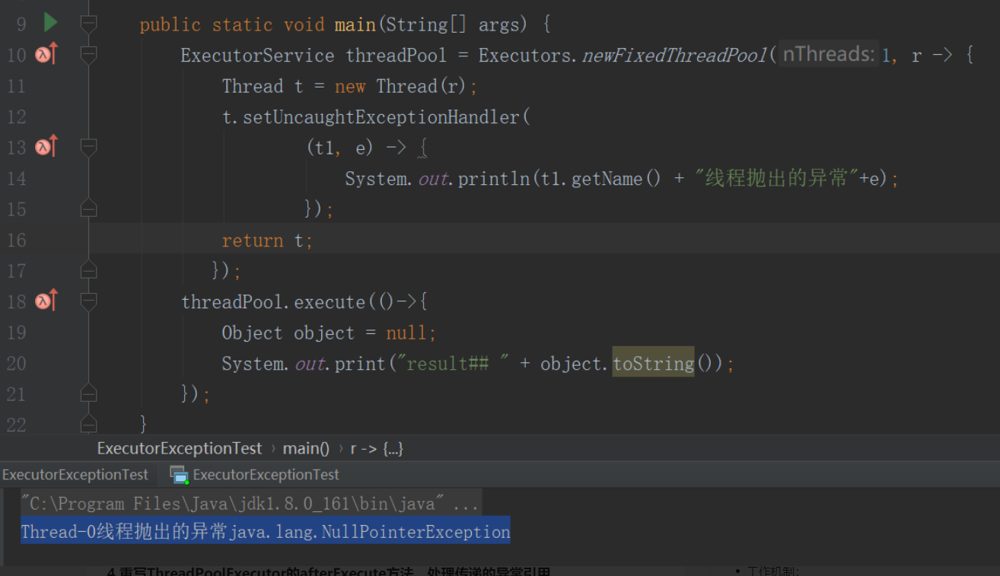 9 public static void main(String[] args) {
10 ExecutorService threadPool = Executors.newFixedThreadPool( nThreads: 1, r -> {
11 Thread t = new Thread(r);
12 t.setUncaughtExceptionHandler(
13 (t1, e) -> {
14 System.out.println(t1.getName() + "线程抛出的异常"+e);
15 });
16 return t;
17 });
18 threadPool.execute(()->{
19 Object object = null;
20 System.out.print("result## " + object.toString());
21 });
22 }
ExecutorExceptionTest › main() › r -> {...}
ExecutorExceptionTest ExecutorExceptionTest
"C:\Program Files\Java\jdk1.8.0_161\bin\java" ...
Thread-0线程抛出的异常java.lang.NullPointerException
4.重写ThreadPoolExecutor的afterExecute方法，处理传递的异常引用
• 工作机制：